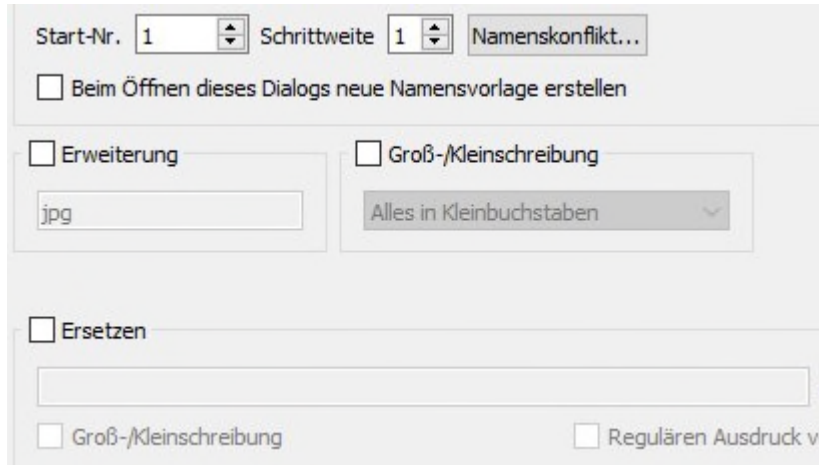 Start-Nr. 1 Schrittweite 1 Namenskonflikt...
Beim Öffnen dieses Dialogs neue Namensvorlage erstellen
Erweiterung Groß-/Kleinschreibung
jpg Alles in Kleinbuchstaben
Ersetzen
Groß-/Kleinschreibung Regulären Ausdruck